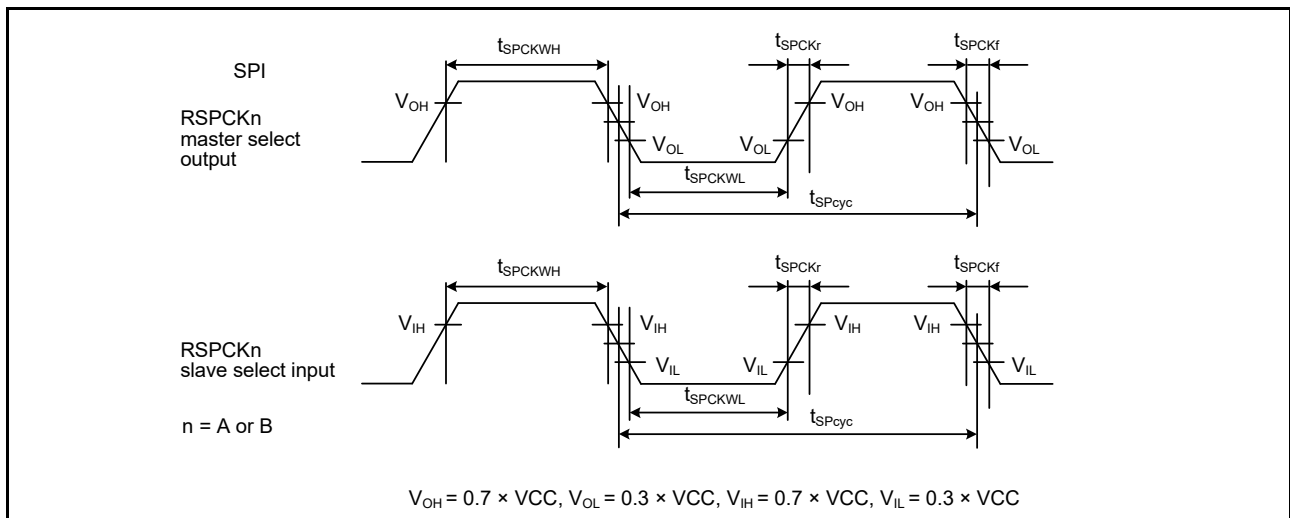 SPI
RSPCKn
master select
output
tSPCKWH
tSPCKr
tSPCKf
VOH
VOH
VOH
VOH
VOL
VOL
VOL
tSPCKWL
tSPcyc
tSPCKWH
tSPCKr
tSPCKf
RSPCKn
slave select input
VIH
VIH
VIH
VIH
VIL
VIL
VIL
tSPCKWL
tSPcyc
n = A or B
VOH = 0.7 × VCC, VOL = 0.3 × VCC, VIH = 0.7 × VCC, VIL = 0.3 × VCC